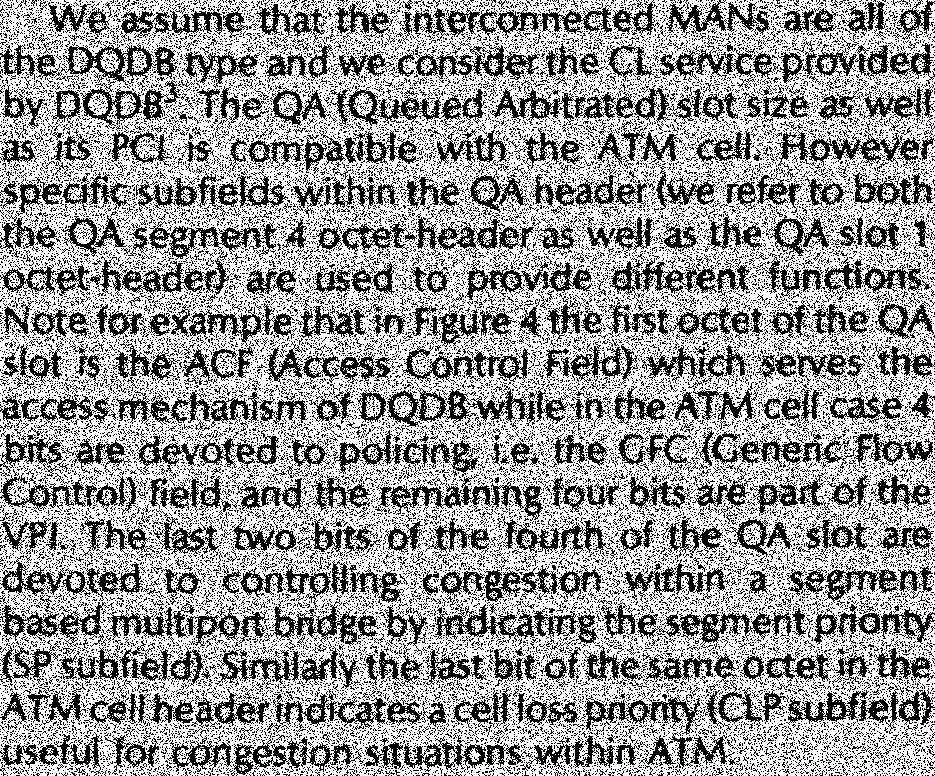 We assume that the interconnected MANs are all of
the DQDB type and we consider the CL service provided
by DQDB³. The QA (Queued Arbitrated) slot size as well
as its PCI is compatible with the ATM cell. However
specific subfields within the QA header (we refer to both
the QA segment 4 octet-header as well as the QA slot 1
octet-header) are used to provide different functions.
Note for example that in Figure 4 the first octet of the QA
slot is the ACF (Access Control Field) which serves the
access mechanism of DQDB while in the ATM cell case 4
bits are devoted to policing, i.e. the GFC (Generic Flow
Control) field, and the remaining four bits are part of the
VPI. The last two bits of the fourth of the QA slot are
devoted to controlling congestion within a segment
based multiport bridge by indicating the segment priority
(SP subfield). Similarly the last bit of the same octet in the
ATM cell header indicates a cell loss priority (CLP subfield)
useful for congestion situations within ATM.